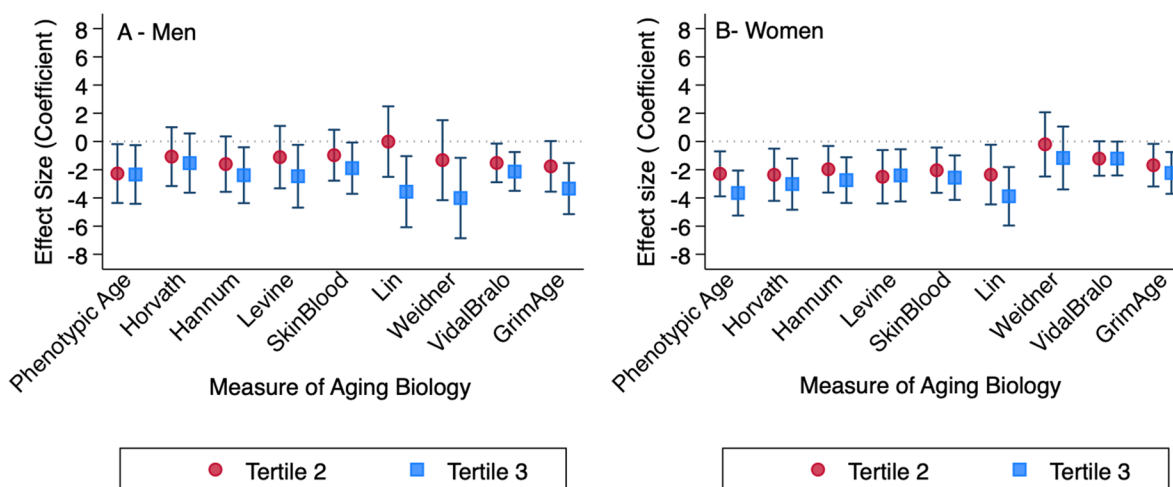 A - Men
Effect Size (Coefficient)
8
6
4
2
0
-2
-4
-6
-8
Phenotypic Age
Horvath
Hannum
Levine
SkinBlood
Lin
Weidner
VidalBralo
GrimAge
Measure of Aging Biology
Tertile 2 Tertile 3
B- Women
Effect size ( Coefficient )
8
6
4
2
0
-2
-4
-6
-8
Phenotypic Age
Horvath
Hannum
Levine
SkinBlood
Lin
Weidner
VidalBralo
GrimAge
Measure of Aging Biology
Tertile 2 Tertile 3